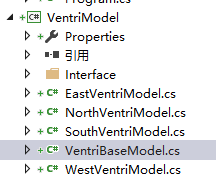 Program.cs
C# VentriModel
Properties
引用
Interface
C# EastVentriModel.cs
C# NorthVentriModel.cs
C# SouthVentriModel.cs
C# VentriBaseModel.cs
C# WestVentriModel.cs